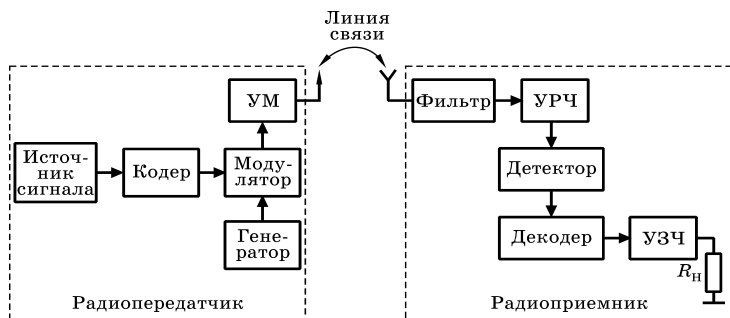 Линия
связи
УМ
Фильтр
УРЧ
Источ-
ник
сигнала
Кодер
Моду-
лятор
Детектор
Гене-
ратор
Декодер
УЗЧ
Rн
Радиопередатчик
Радиоприемник